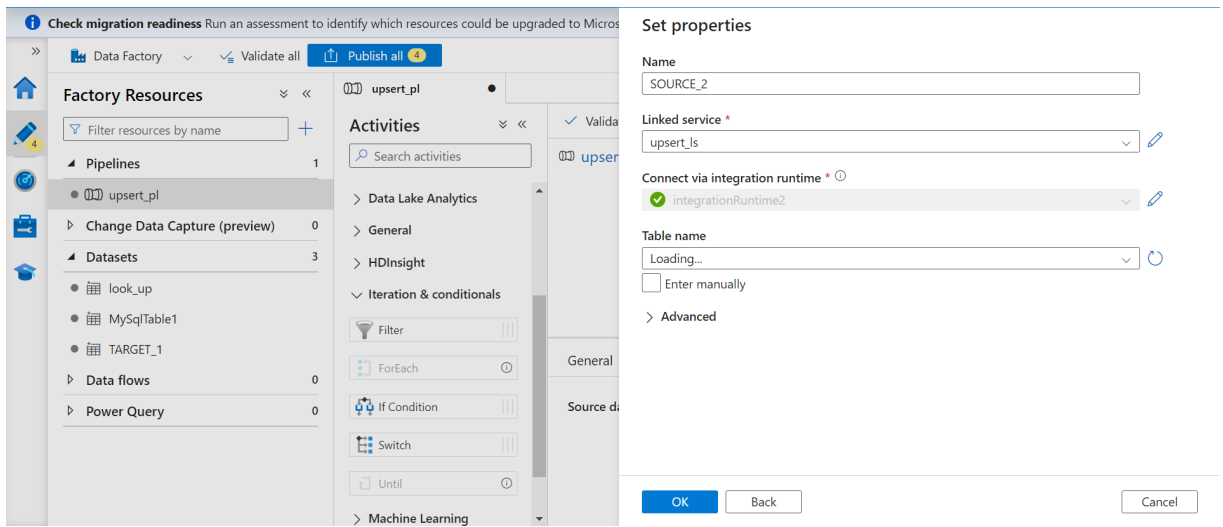 Check migration readiness Run an assessment to identify which resources could be upgraded to Micros
Data Factory
Validate all
Publish all 4
4
Factory Resources
Filter resources by name
Pipelines 1
upsert_pl
Change Data Capture (preview) 0
Datasets 3
look_up
MySqlTable1
TARGET_1
Data flows 0
Power Query 0
upsert_pl
Activities
Search activities
Data Lake Analytics
General
HDInsight
Iteration & conditionals
Filter
ForEach
If Condition
Switch
Until
Machine Learning
Valida
upser
General
Source da
Set properties
Name
SOURCE_2
Linked service *
upsert_ls
Connect via integration runtime *
integrationRuntime2
Table name
Loading...
Enter manually
Advanced
OK
Back
Cancel